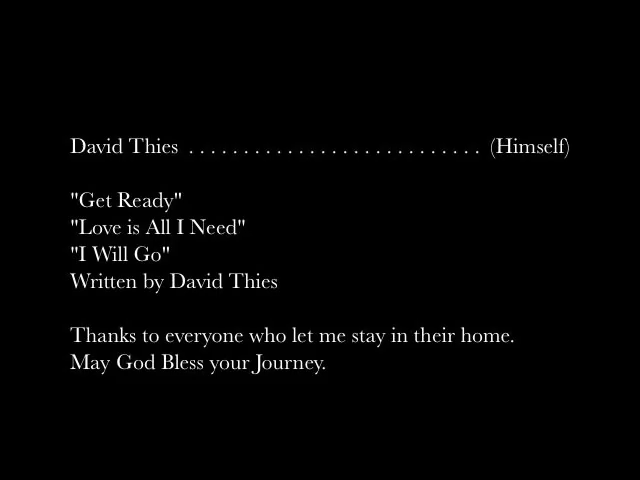 David Thies . . . . . . . . . . . . . . . . . . . . . . . . . . . (Himself)
"Get Ready"
"Love is All I Need"
"I Will Go"
Written by David Thies
Thanks to everyone who let me stay in their home.
May God Bless your Journey.